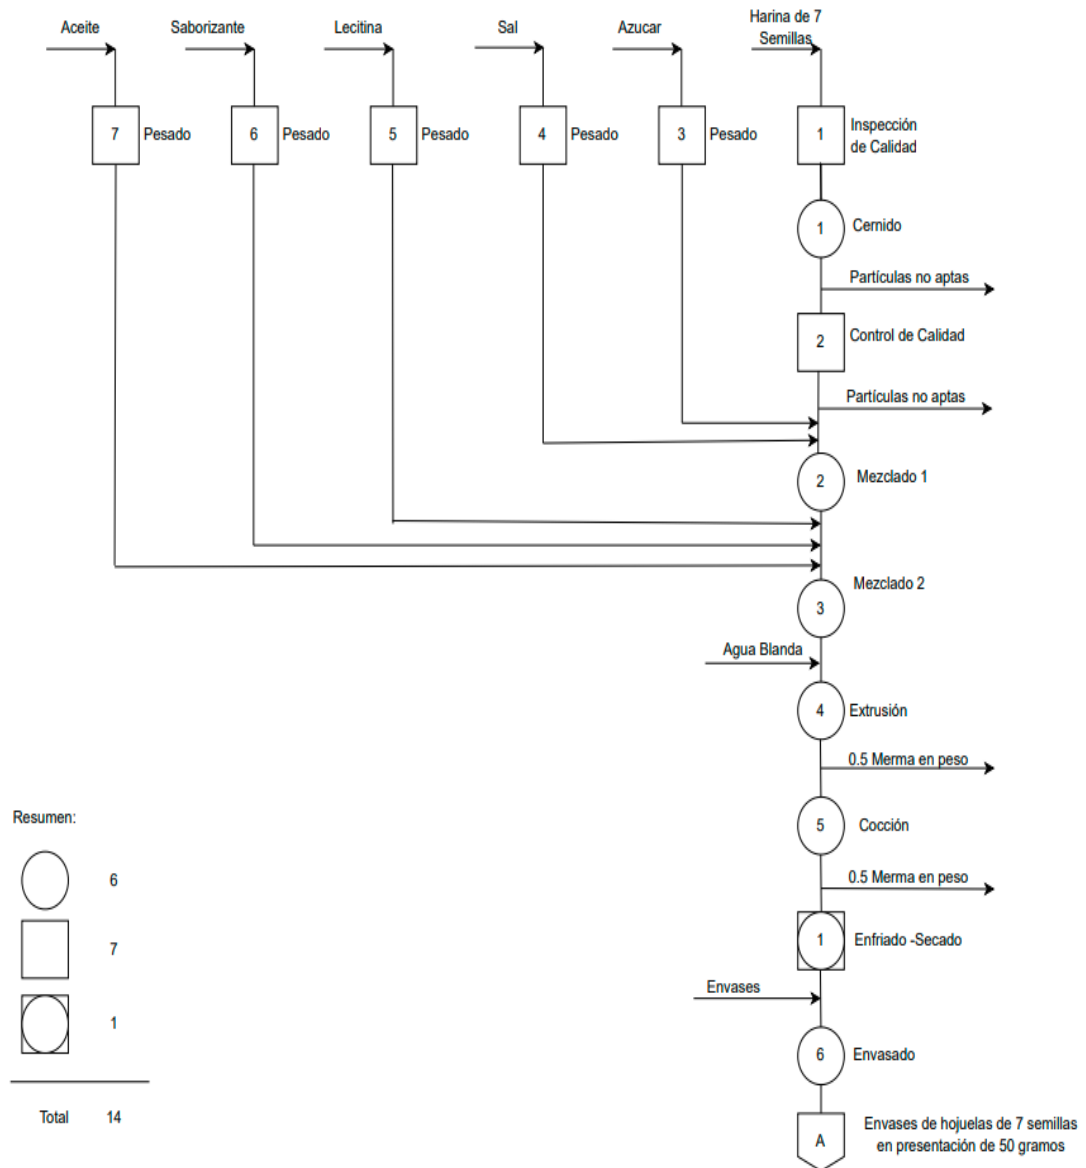 Aceite
Saborizante
Lecitina
Sal
Azucar
Harina de 7
Semillas
7 Pesado
6 Pesado
5 Pesado
4 Pesado
3 Pesado
1 Inspección
de Calidad
1 Cernido
Partículas no aptas
2 Control de Calidad
Partículas no aptas
2 Mezclado 1
Mezclado 2
3
Agua Blanda
4 Extrusión
0.5 Merma en peso
5 Cocción
0.5 Merma en peso
1 Enfriado -Secado
Envases
6 Envasado
A
Envases de hojuelas de 7 semillas
en presentación de 50 gramos
Resumen:
6
7
1
Total 14